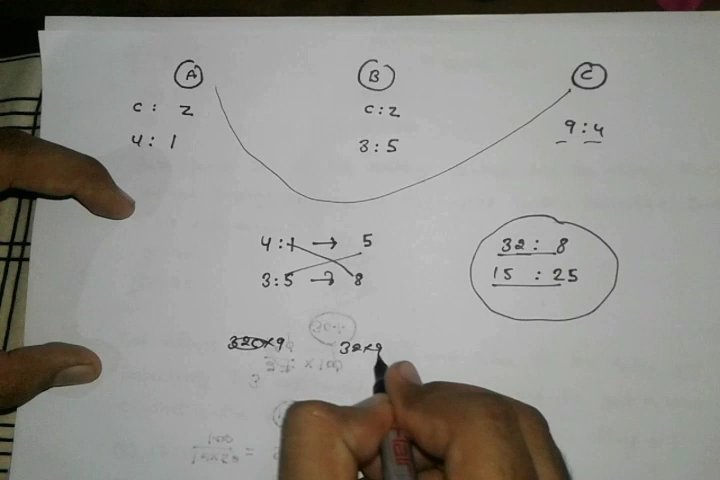 A B C
C : Z C : Z
4 : 1 3 : 5 9 : 4
4 : 1 → 5 32 : 8
3 : 5 → 8 15 : 25
320×9 32×9